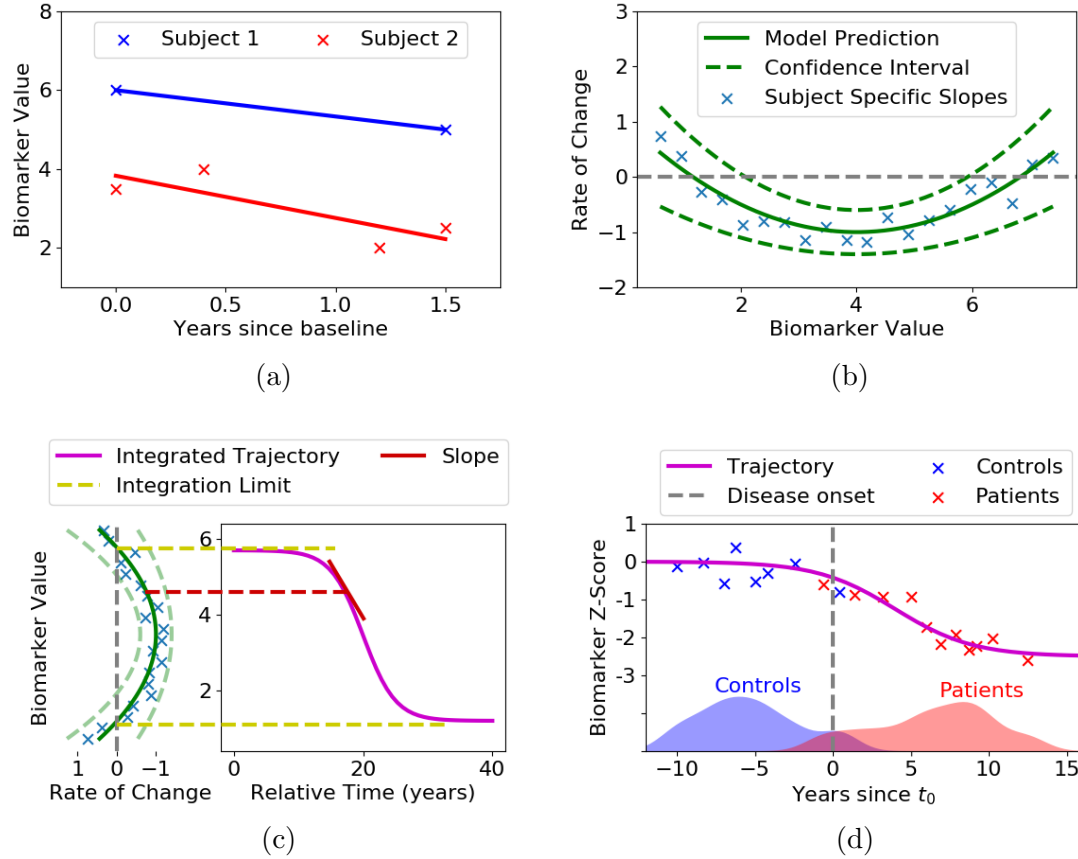 8
6
4
2
Biomarker Value
Subject 1
Subject 2
0.0
0.5
1.0
1.5
Years since baseline
(a)
3
2
1
0
−1
−2
Rate of Change
Model Prediction
Confidence Interval
Subject Specific Slopes
2
4
6
Biomarker Value
(b)
Integrated Trajectory
Slope
Integration Limit
Biomarker Value
1
0
−1
Rate of Change
6
4
2
0
20
40
Relative Time (years)
(c)
Trajectory
Controls
Disease onset
Patients
1
0
-1
-2
-3
Biomarker Z-Score
Controls
Patients
−10
−5
0
5
10
15
Years since t₀
(d)